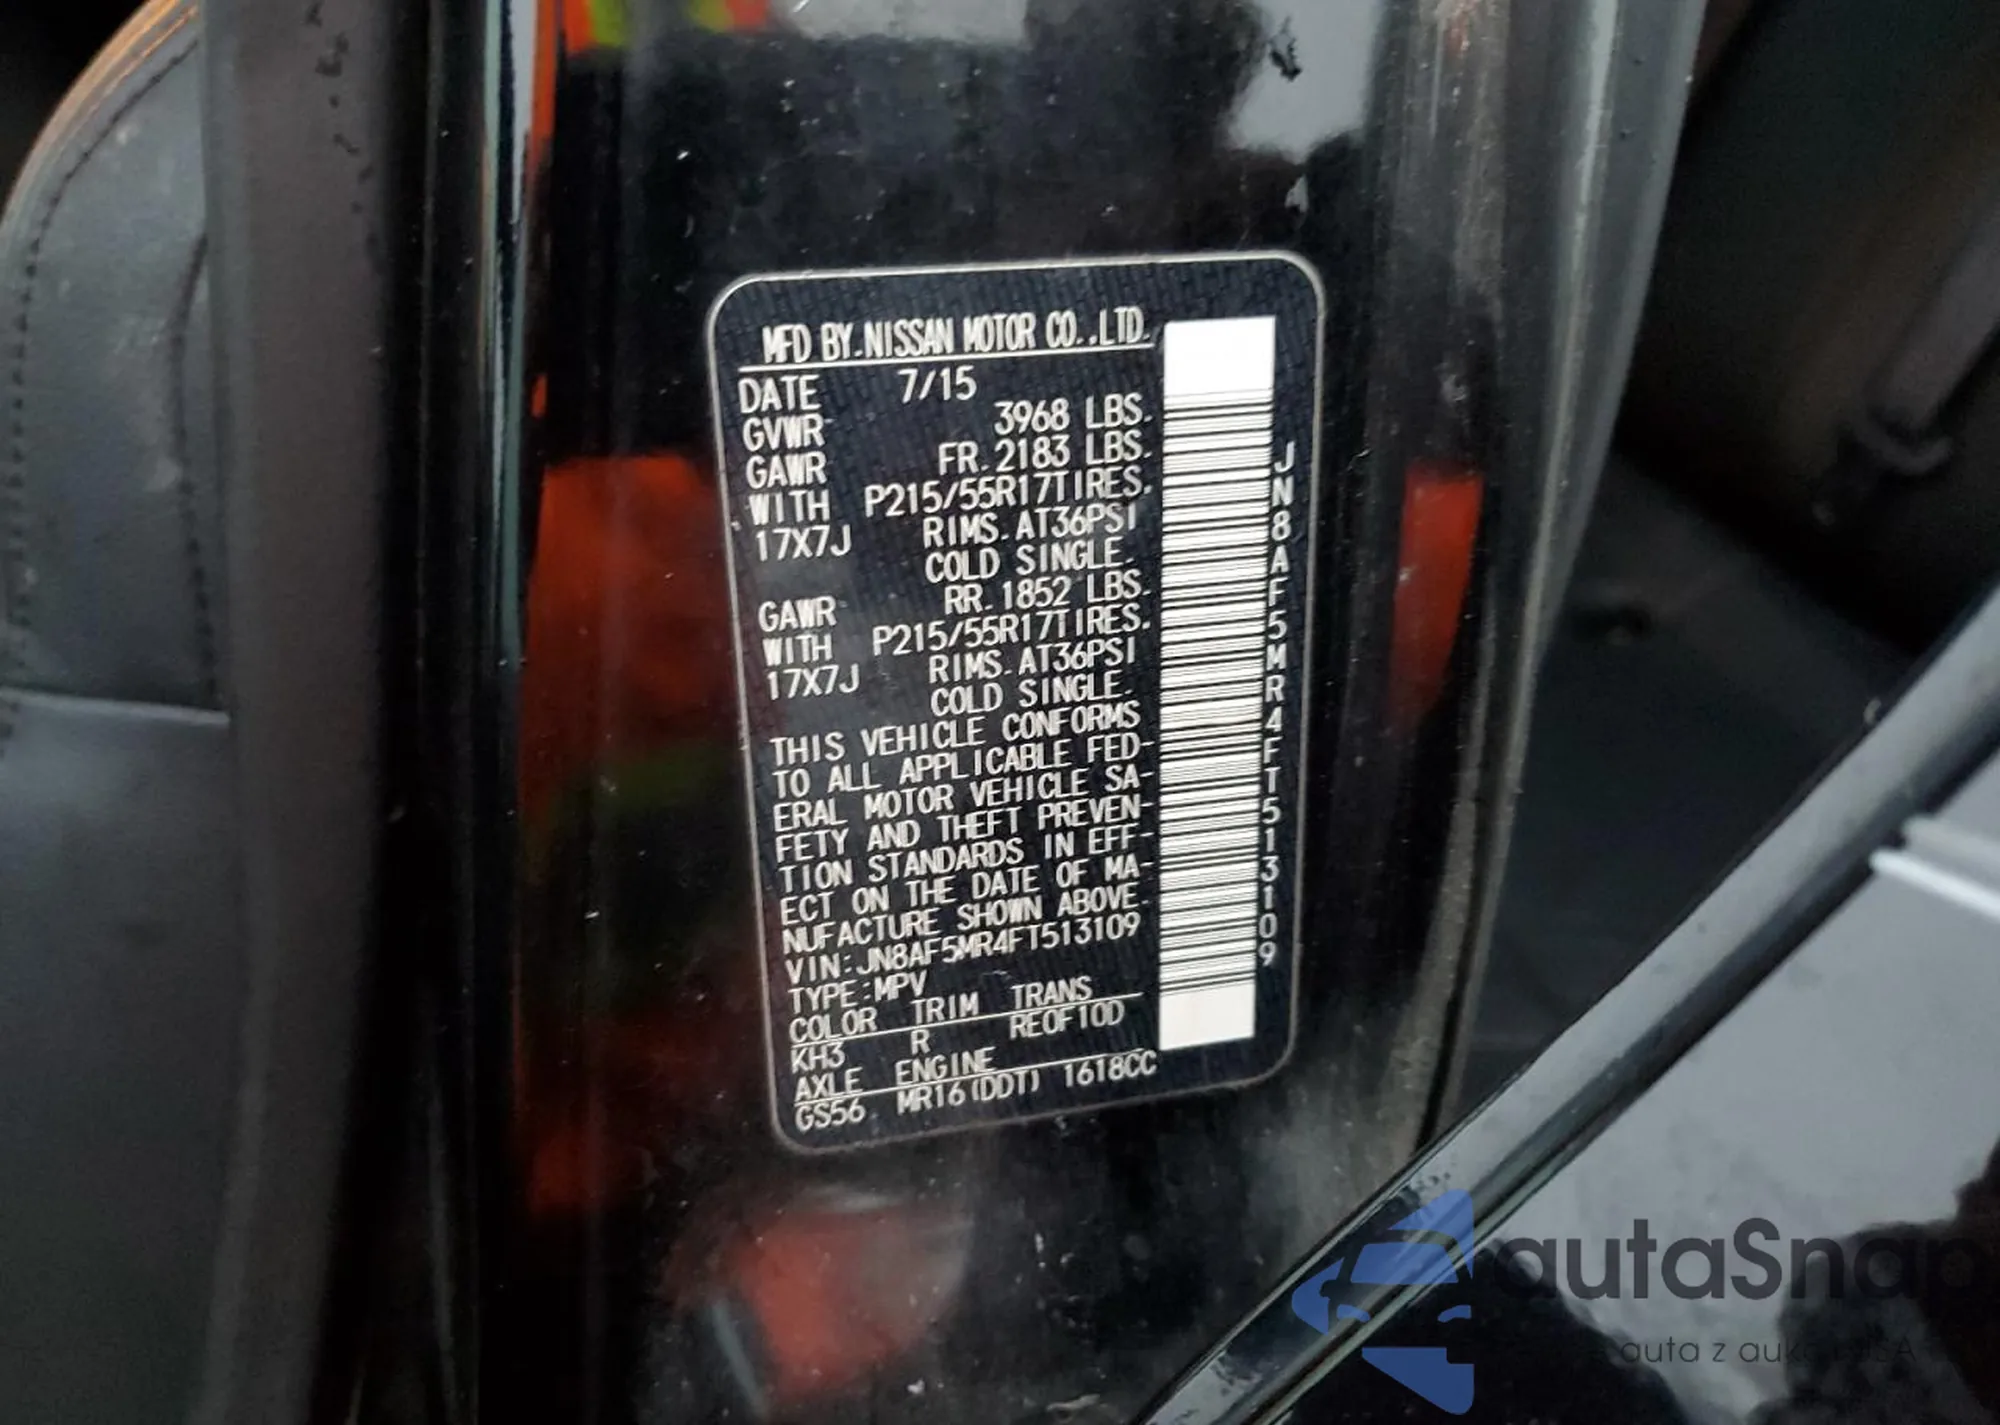 MFD BY.NISSAN MOTOR CO.,LTD.
DATE 7/15
GVWR 3968 LBS.
GAWR FR.2183 LBS.
WITH P215/55R17TIRES.
17X7J RIMS.AT36PSI
COLD SINGLE.
GAWR RR.1852 LBS.
WITH P215/55R17TIRES.
17X7J RIMS.AT36PSI
COLD SINGLE.
THIS VEHICLE CONFORMS
TO ALL APPLICABLE FED-
ERAL MOTOR VEHICLE SA-
FETY AND THEFT PREVEN-
TION STANDARDS IN EFF-
ECT ON THE DATE OF MA-
NUFACTURE SHOWN ABOVE.
VIN:JN8AF5MR4FT513109
TYPE:MPV
COLOR TRIM TRANS
KH3 R RE0F10D
AXLE ENGINE
GS56 MR16(DDT) 1618CC
JN8AF5MR4FT513109
autaSnap
auta z